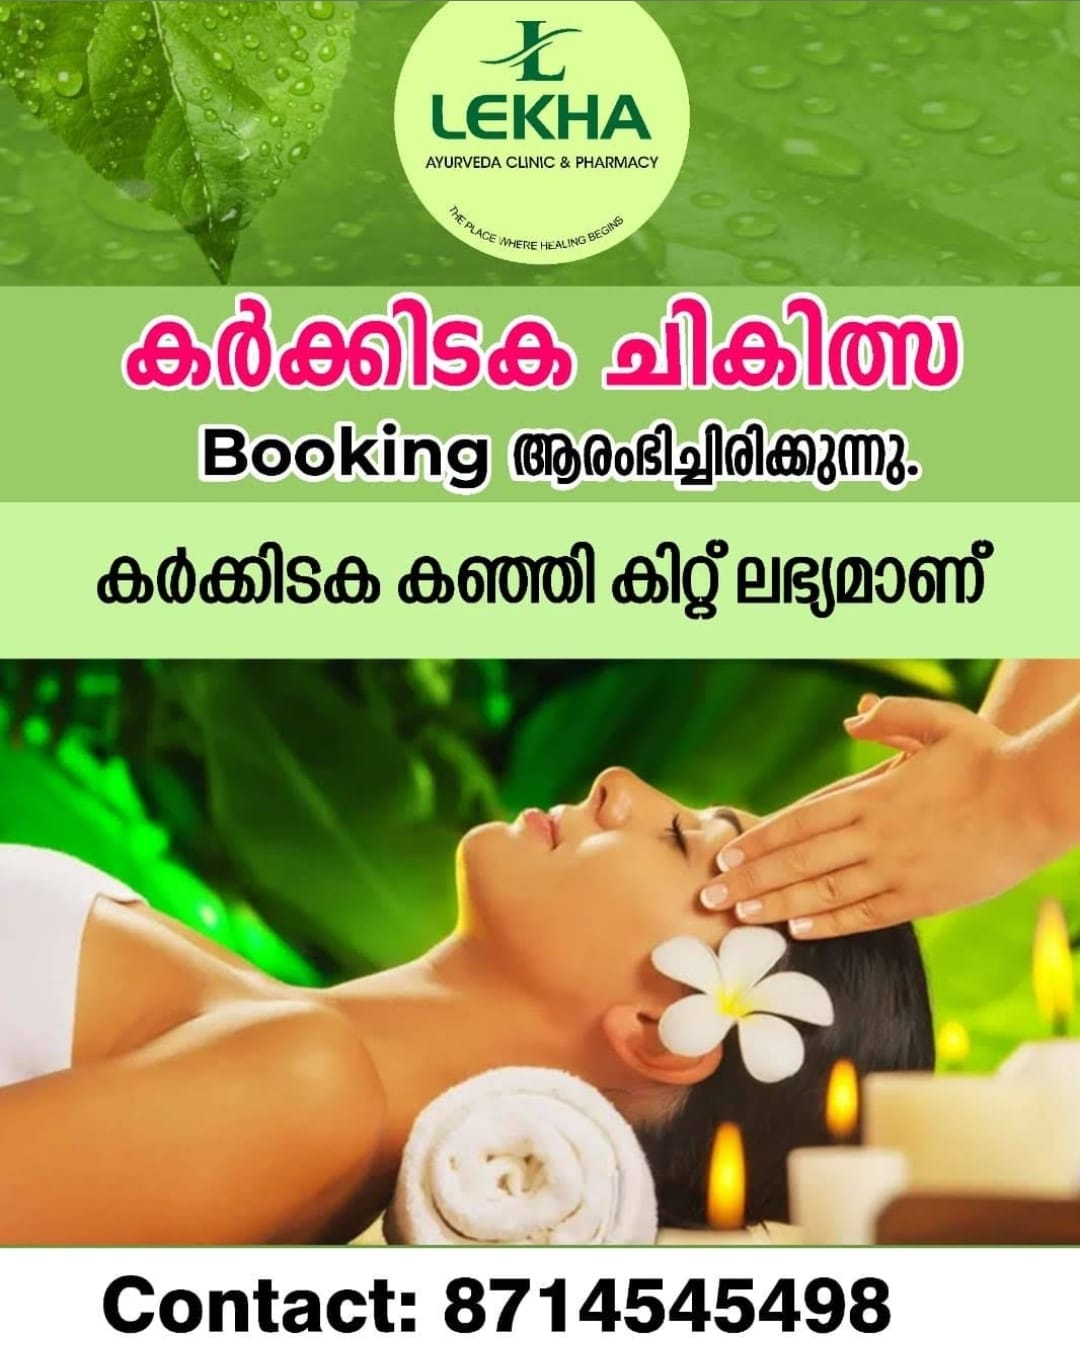 L
LEKHA
AYURVEDA CLINIC & PHARMACY
THE PLACE WHERE HEALING BEGINS
കർക്കിടക ചികിത്സ
Booking ആരംഭിച്ചിരിക്കുന്നു.
കർക്കിടക കഞ്ഞി കിറ്റ് ലഭ്യമാണ്
Contact: 8714545498